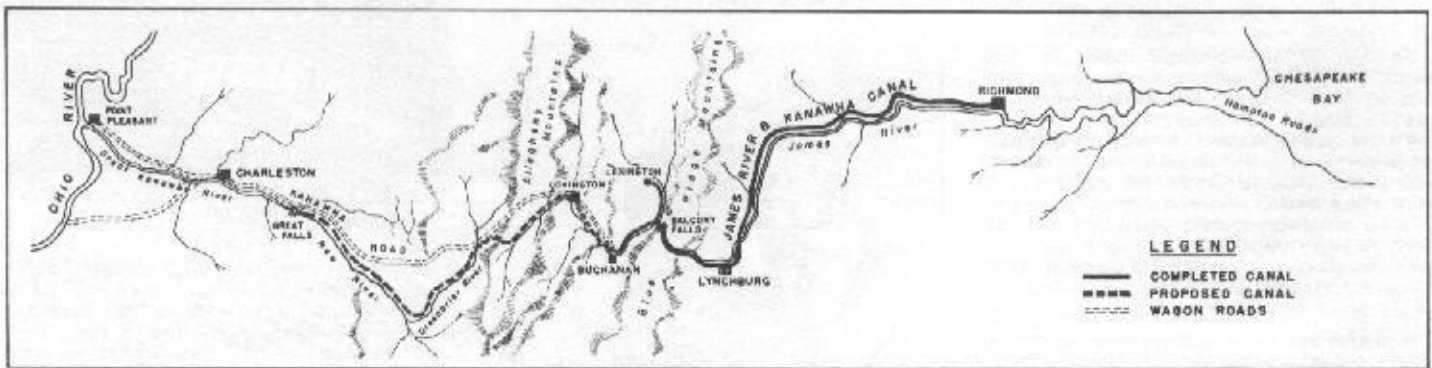 OHIO RIVER
POINT
PLEASANT
Great Kanawha River
CHARLESTON
KANAWHA
ROAD
GREAT
FALLS
New
River
Greenbrier River
Allegheny
Mountains
COVINGTON
LEXINGTON
BUCHANAN
BALCONY
FALLS
Blue
Ridge
Mountains
LYNCHBURG
JAMES RIVER & KANAWHA CANAL
James River
RICHMOND
CHESAPEAKE
BAY
Hampton Roads
LEGEND
COMPLETED CANAL
PROPOSED CANAL
WAGON ROADS